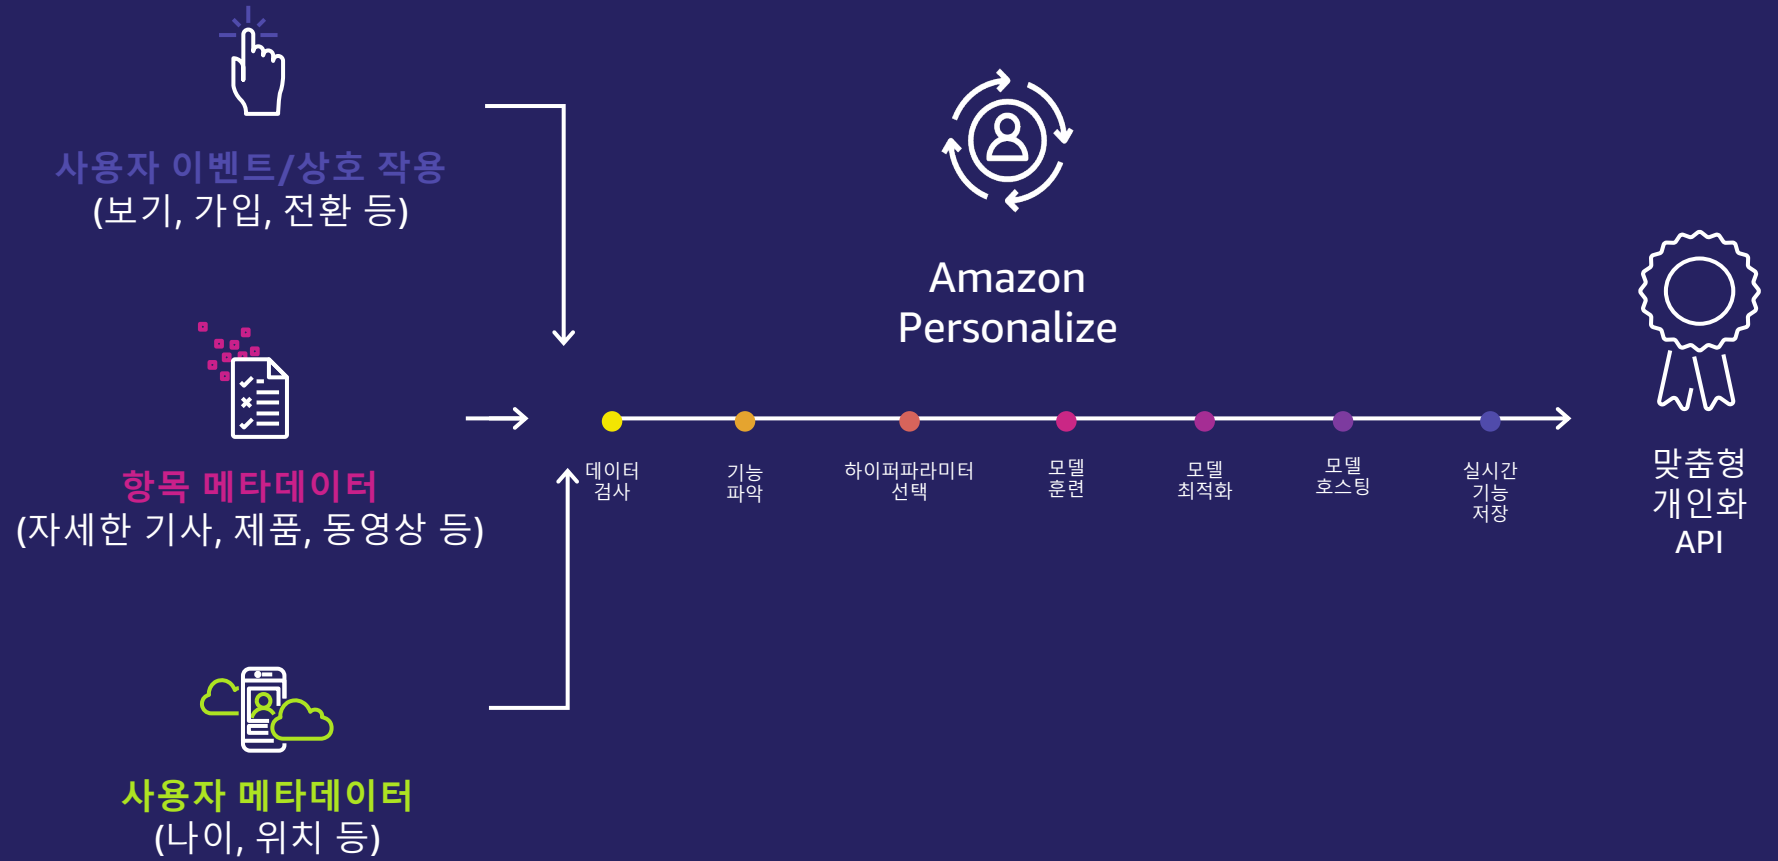 사용자 이벤트/상호 작용
(보기, 가입, 전환 등)
항목 메타데이터
(자세한 기사, 제품, 동영상 등)
사용자 메타데이터
(나이, 위치 등)
Amazon
Personalize
데이터
검사
기능
파악
하이퍼파라미터
선택
모델
훈련
모델
최적화
모델
호스팅
실시간
기능
저장
맞춤형
개인화
API